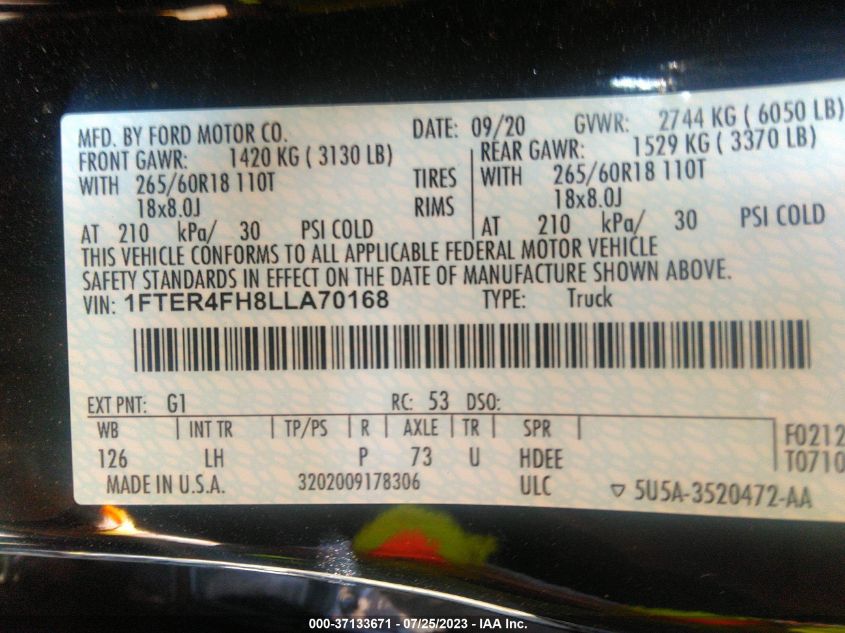 MFD. BY FORD MOTOR CO. DATE: 09/20 GVWR: 2744 KG ( 6050 LB)
FRONT GAWR: 1420 KG ( 3130 LB) REAR GAWR: 1529 KG ( 3370 LB)
WITH 265/60R18 110T TIRES WITH 265/60R18 110T
18x8.0J RIMS 18x8.0J
AT 210 kPa/ 30 PSI COLD AT 210 kPa/ 30 PSI COLD
THIS VEHICLE CONFORMS TO ALL APPLICABLE FEDERAL MOTOR VEHICLE
SAFETY STANDARDS IN EFFECT ON THE DATE OF MANUFACTURE SHOWN ABOVE.
VIN: 1FTER4FH8LLA70168 TYPE: Truck
EXT PNT: G1 RC: 53 DSO:
WB INT TR TP/PS R AXLE TR SPR F0212
126 LH P 73 U HDEE T0710
MADE IN U.S.A. 3202009178306 ULC ▽ 5U5A-3520472-AA
000-37133671 - 07/25/2023 - IAA Inc.